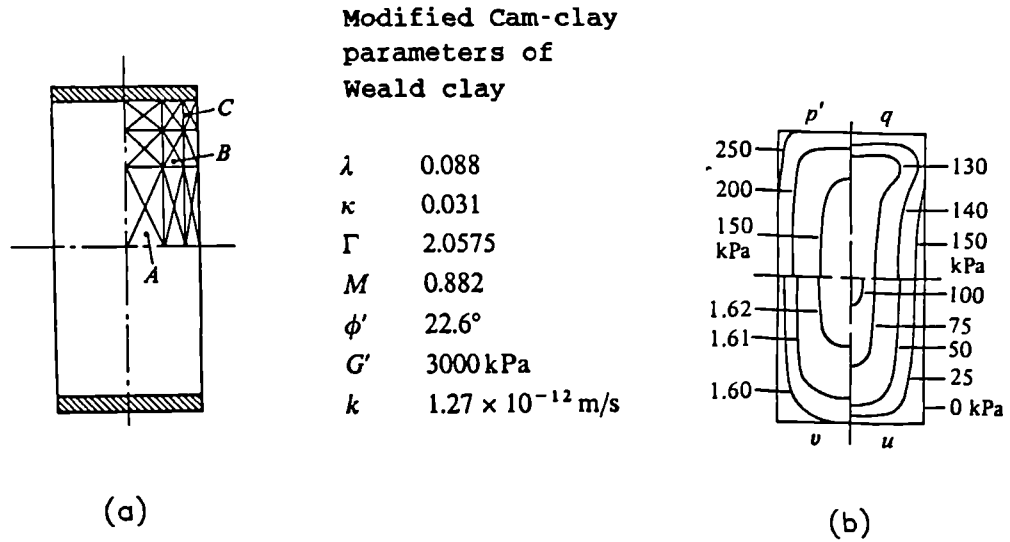 Modified Cam-clay
parameters of
Weald clay
λ 0.088
κ 0.031
Γ 2.0575
M 0.882
ϕ′ 22.6°
G′ 3000 kPa
k 1.27 × 10⁻¹² m/s
C
B
A
(a)
p′ q
250
200
150
kPa
1.62
1.61
1.60
130
140
150
kPa
100
75
50
25
0 kPa
v u
(b)